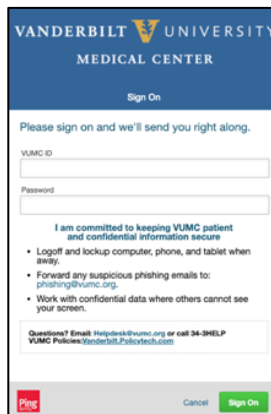 VANDERBILT V UNIVERSITY
MEDICAL CENTER
Sign On
Please sign on and we'll send you right along.
VUMC ID
Password
I am committed to keeping VUMC patient
and confidential information secure
• Logoff and lockup computer, phone, and tablet when
away.
• Forward any suspicious phishing emails to:
phishing@vumc.org.
• Work with confidential data where others cannot see
your screen.
Questions? Email: Helpdesk@vumc.org or call 34-3HELP
VUMC Policies:Vanderbilt.Policytech.com
Ping
Cancel
Sign On